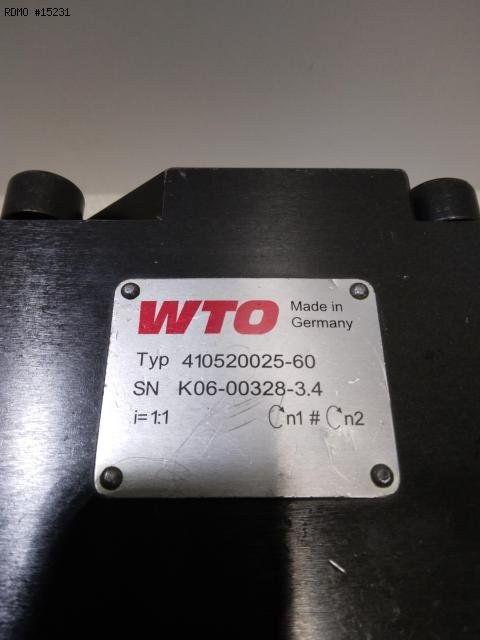 RDMO #15231
WTO Made in
Germany
Typ 410520025-60
SN K06-00328-3.4
i=1:1 n1 # n2